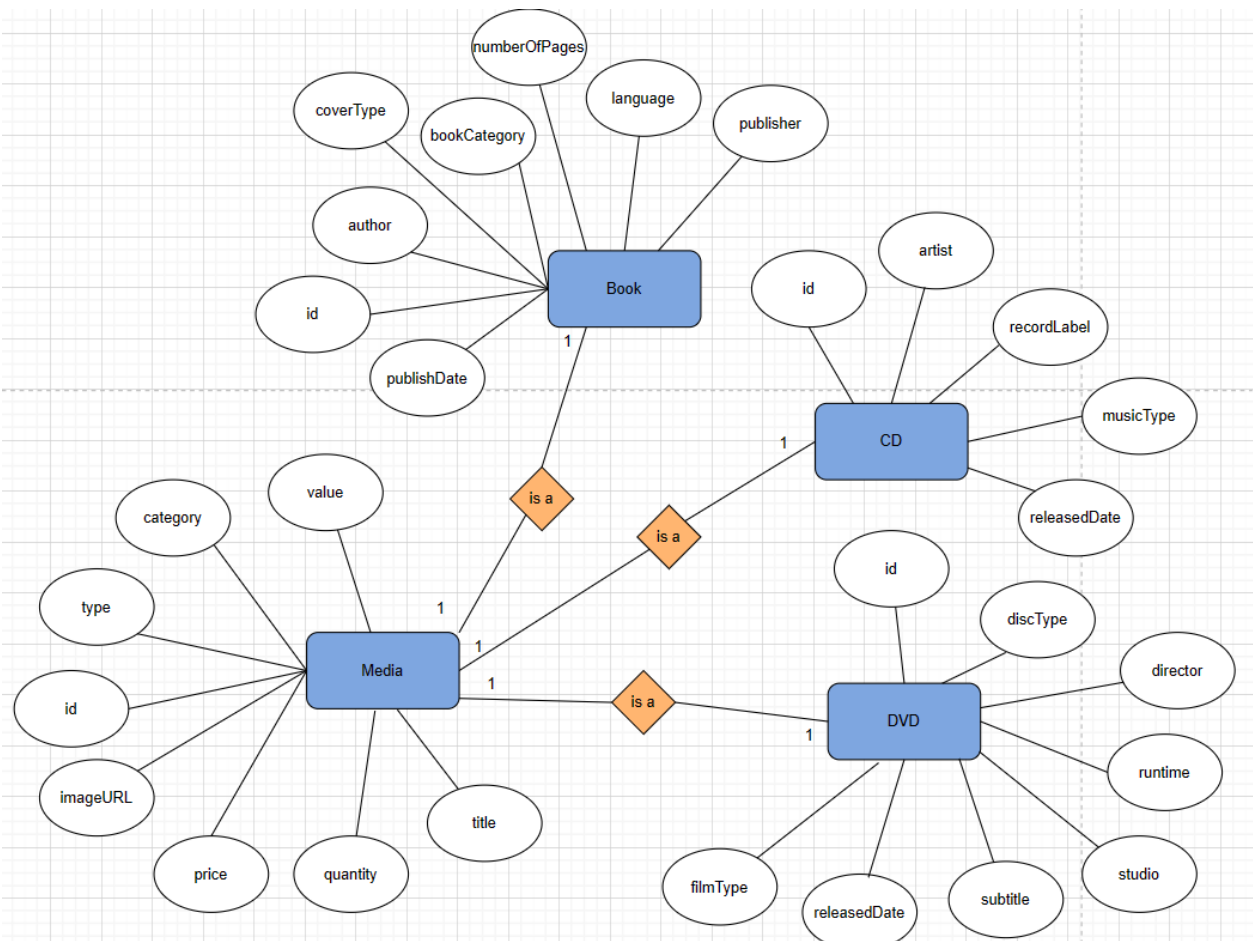 numberOfPages
language
coverType
publisher
bookCategory
author
artist
Book
id
id
recordLabel
1
publishDate
musicType
CD
1
value
is a
category
releasedDate
is a
id
type
1
discType
1
Media
director
1
is a
id
DVD
1
runtime
imageURL
title
price
quantity
studio
filmType
subtitle
releasedDate